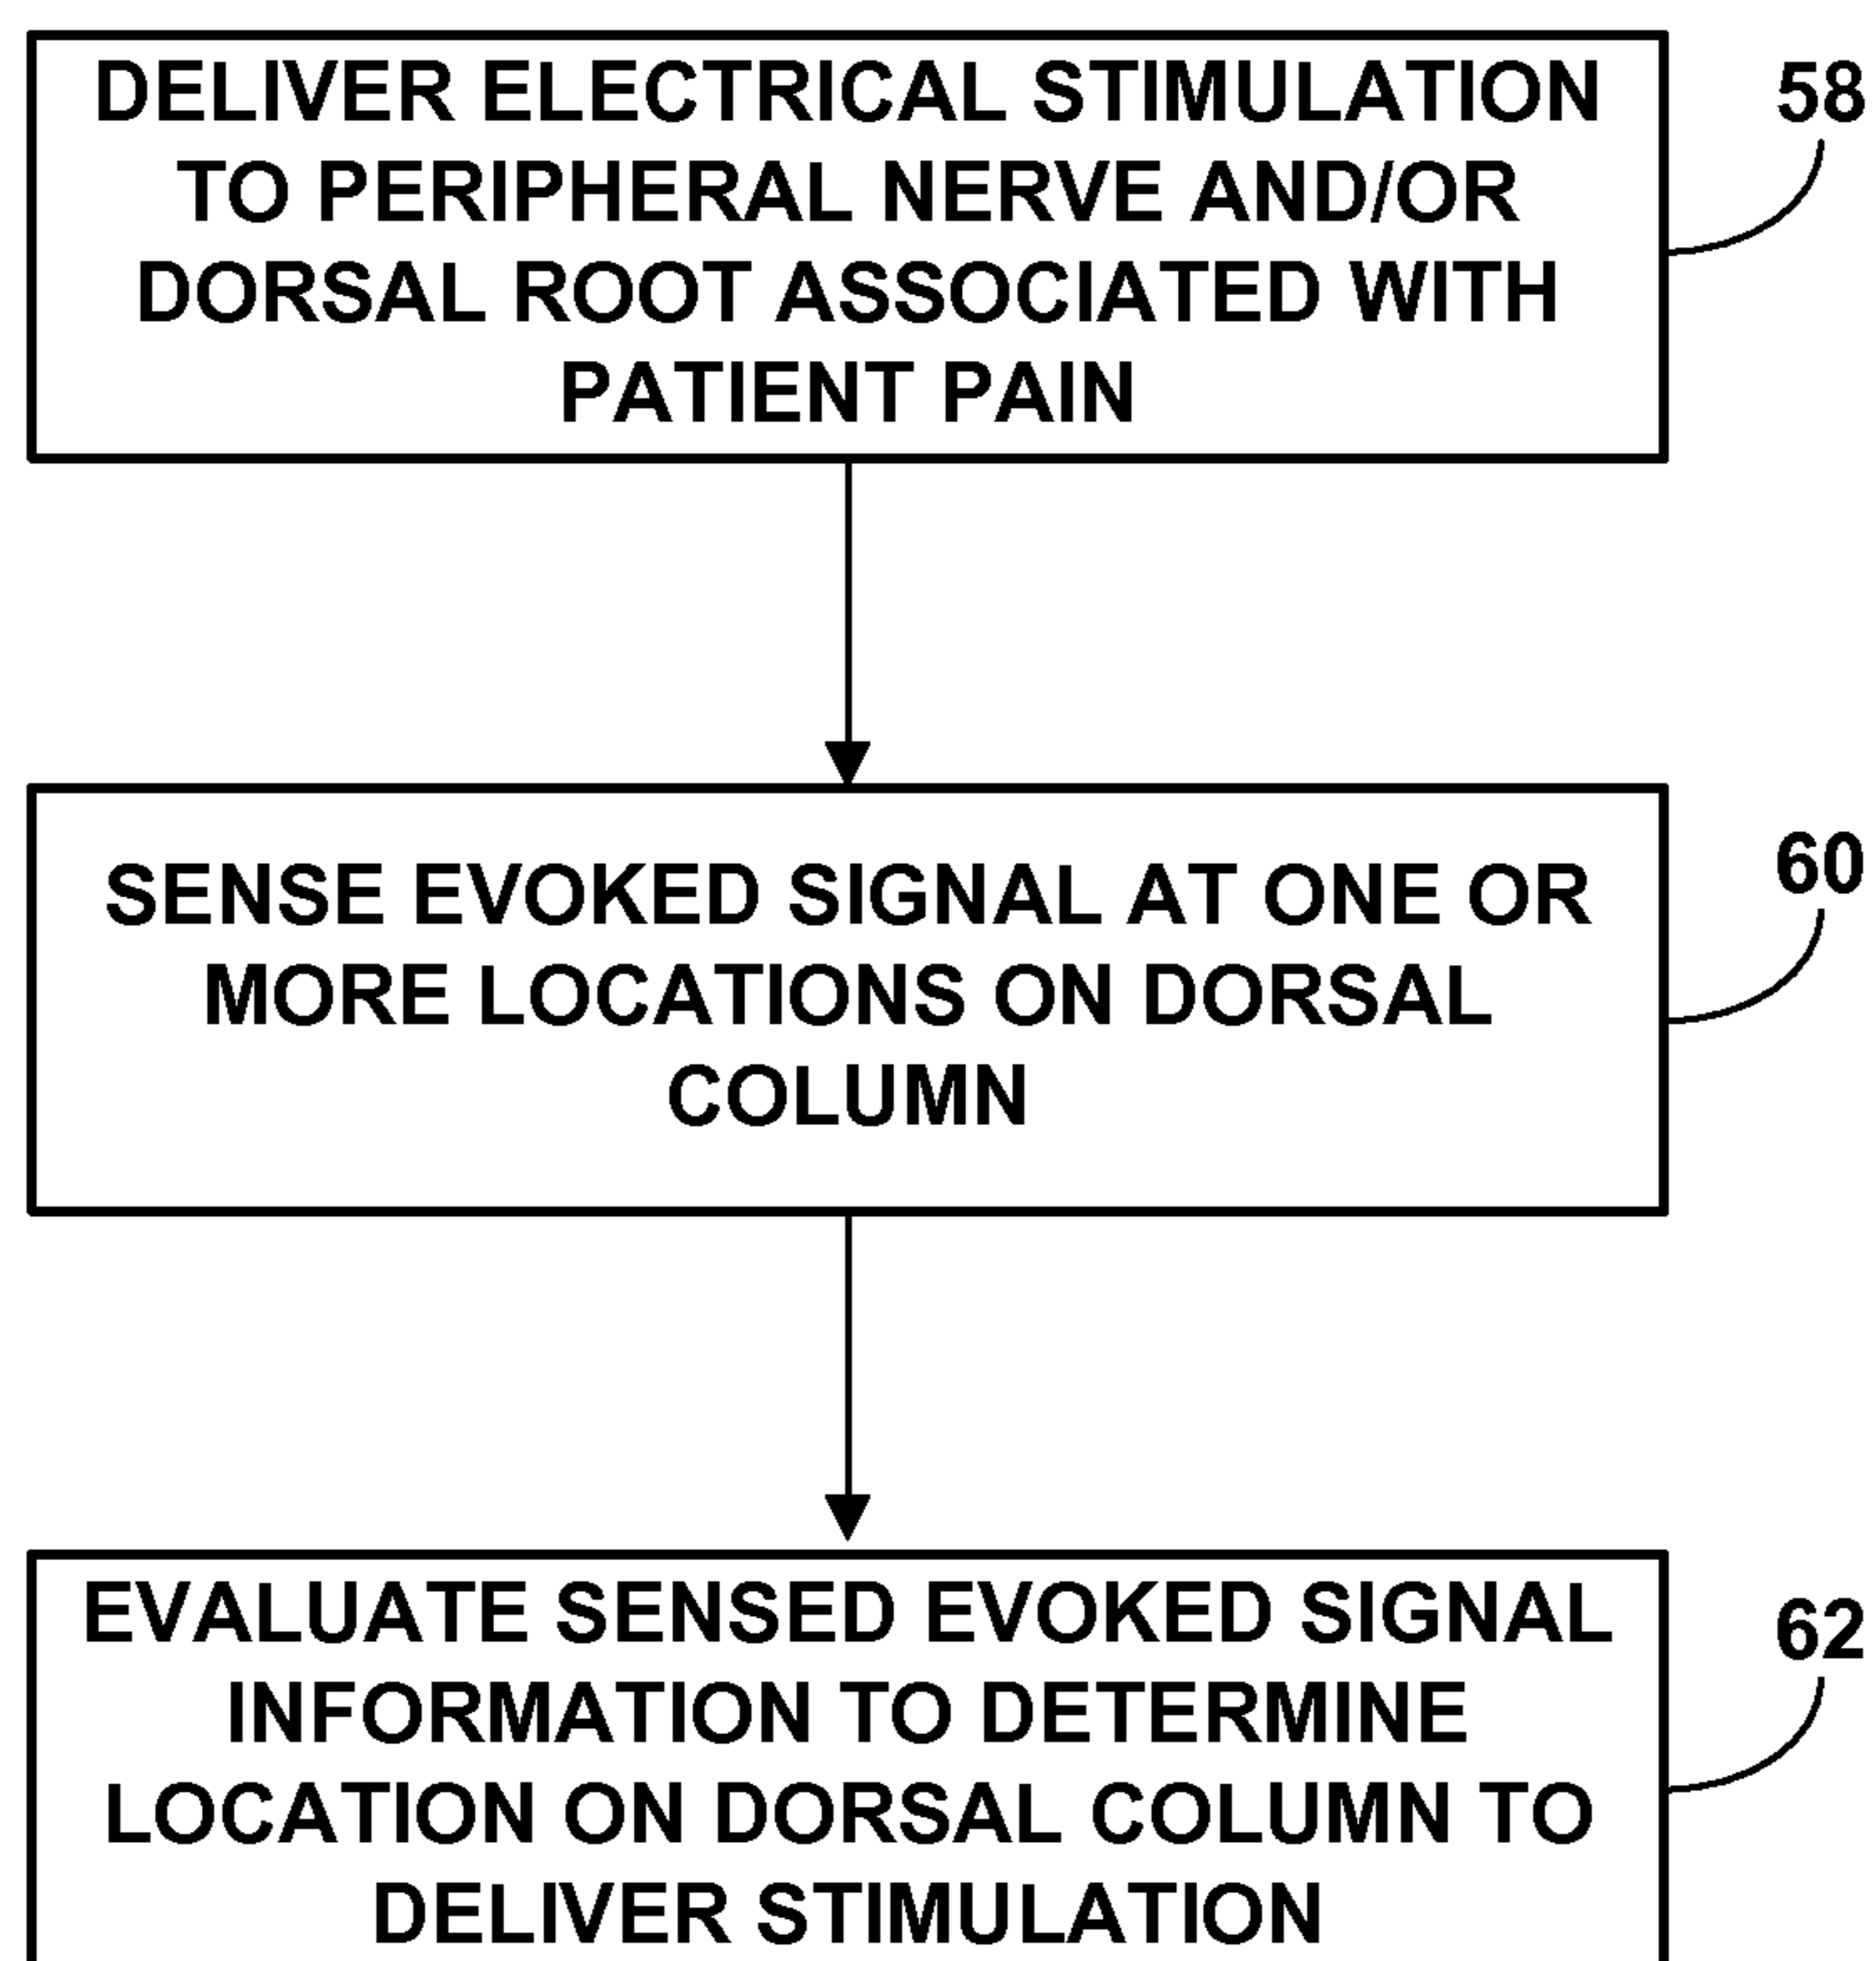 DELIVER ELECTRICAL STIMULATION
TO PERIPHERAL NERVE AND/OR
DORSAL ROOT ASSOCIATED WITH
PATIENT PAIN
58
SENSE EVOKED SIGNAL AT ONE OR
MORE LOCATIONS ON DORSAL
COLUMN
60
EVALUATE SENSED EVOKED SIGNAL
INFORMATION TO DETERMINE
LOCATION ON DORSAL COLUMN TO
DELIVER STIMULATION
62